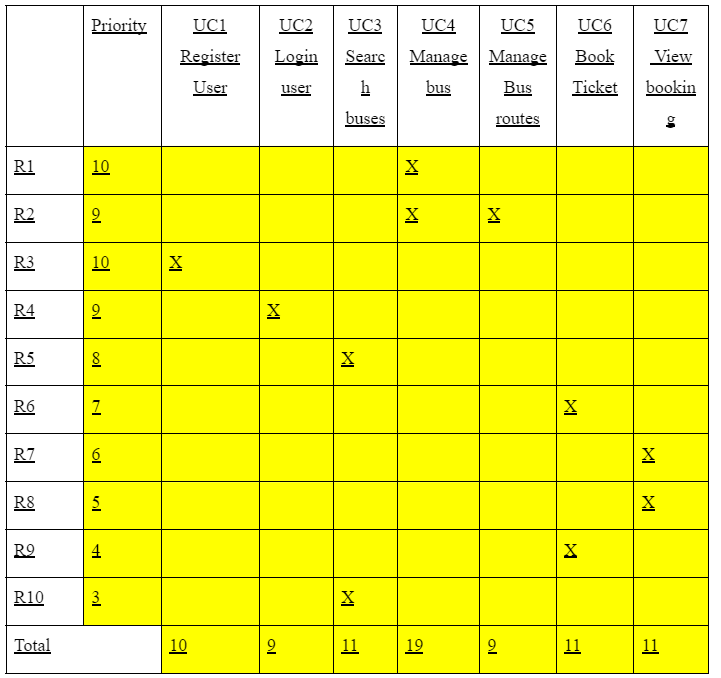 Priority UC1 UC2 UC3 UC4 UC5 UC6 UC7
Register Login Searc Manage Manage Book View
User user h bus Bus Ticket bookin
buses routes g
R1 10 X
R2 9 X X
R3 10 X
R4 9 X
R5 8 X
R6 7 X
R7 6 X
R8 5 X
R9 4 X
R10 3 X
Total 10 9 11 19 9 11 11